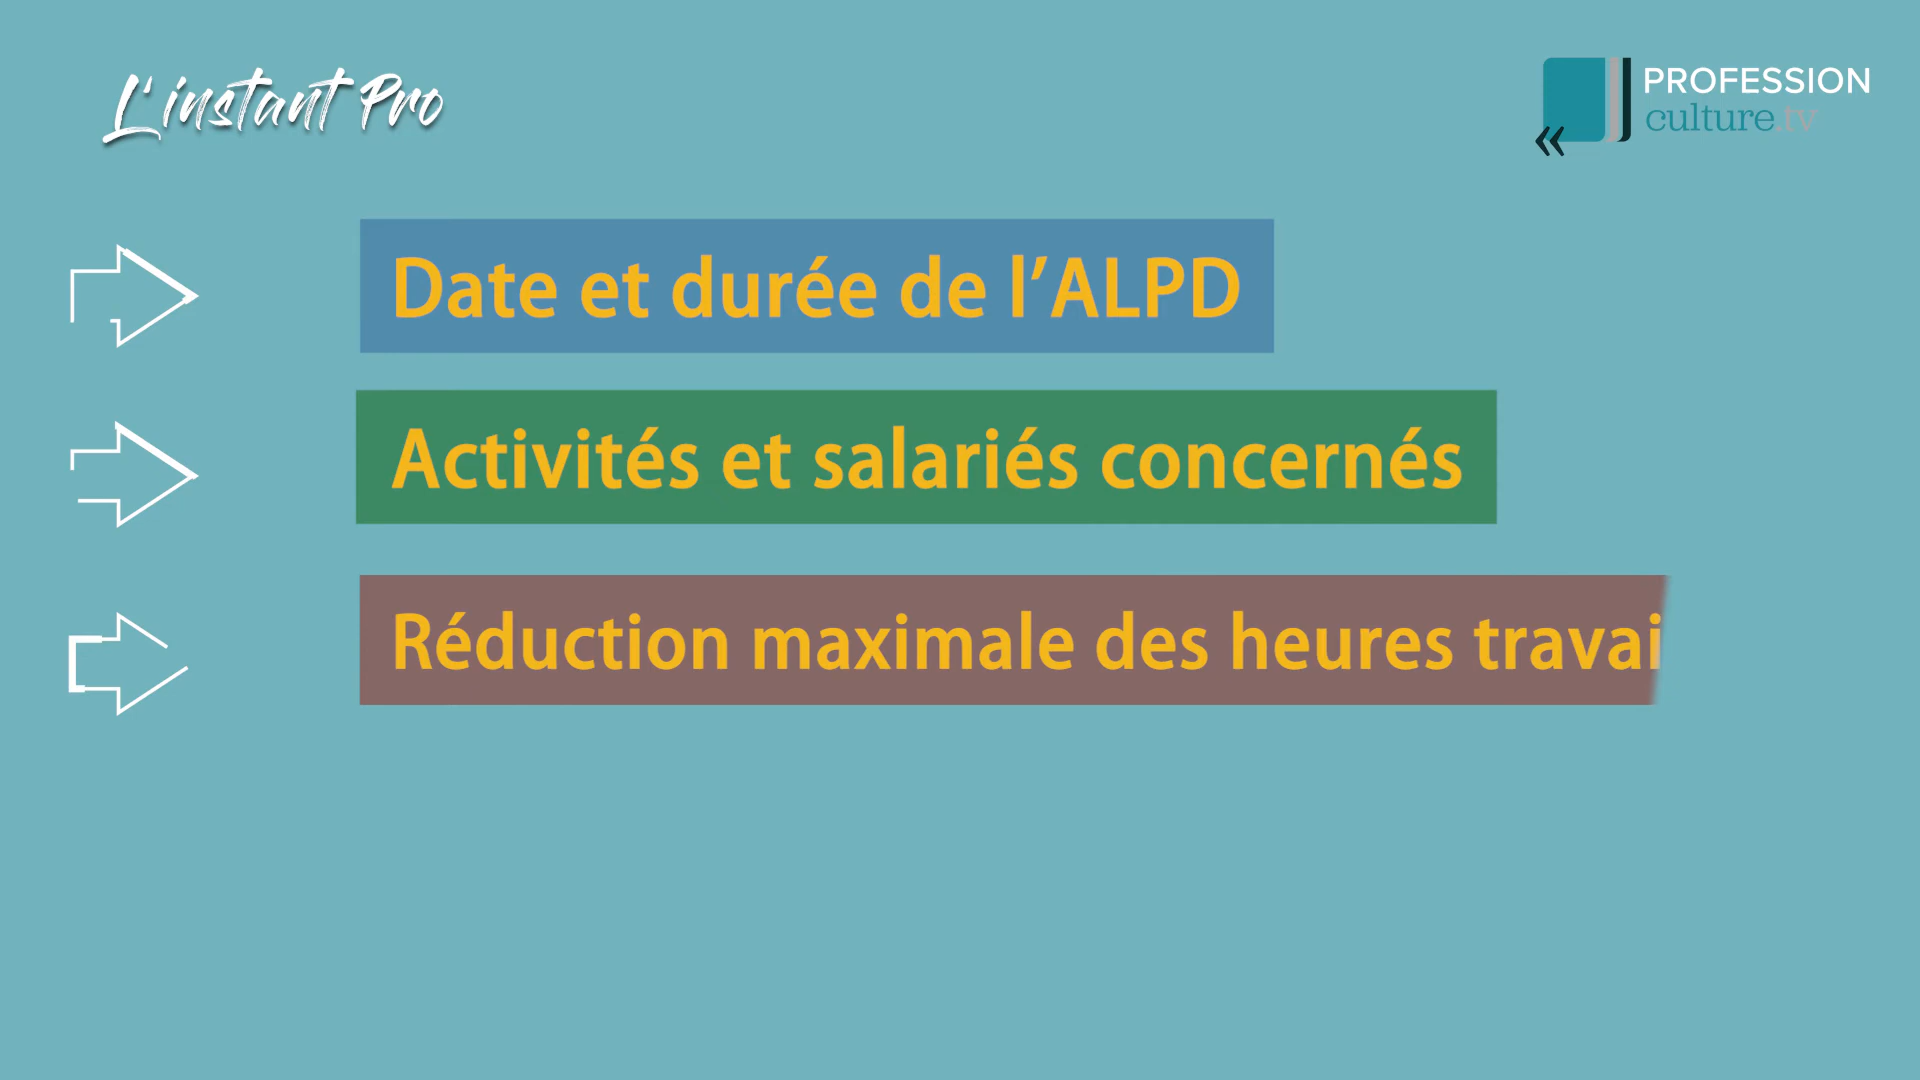 L'instant Pro
PROFESSION
culture.tv
Date et durée de l’ALPD
Activités et salariés concernés
Réduction maximale des heures travai